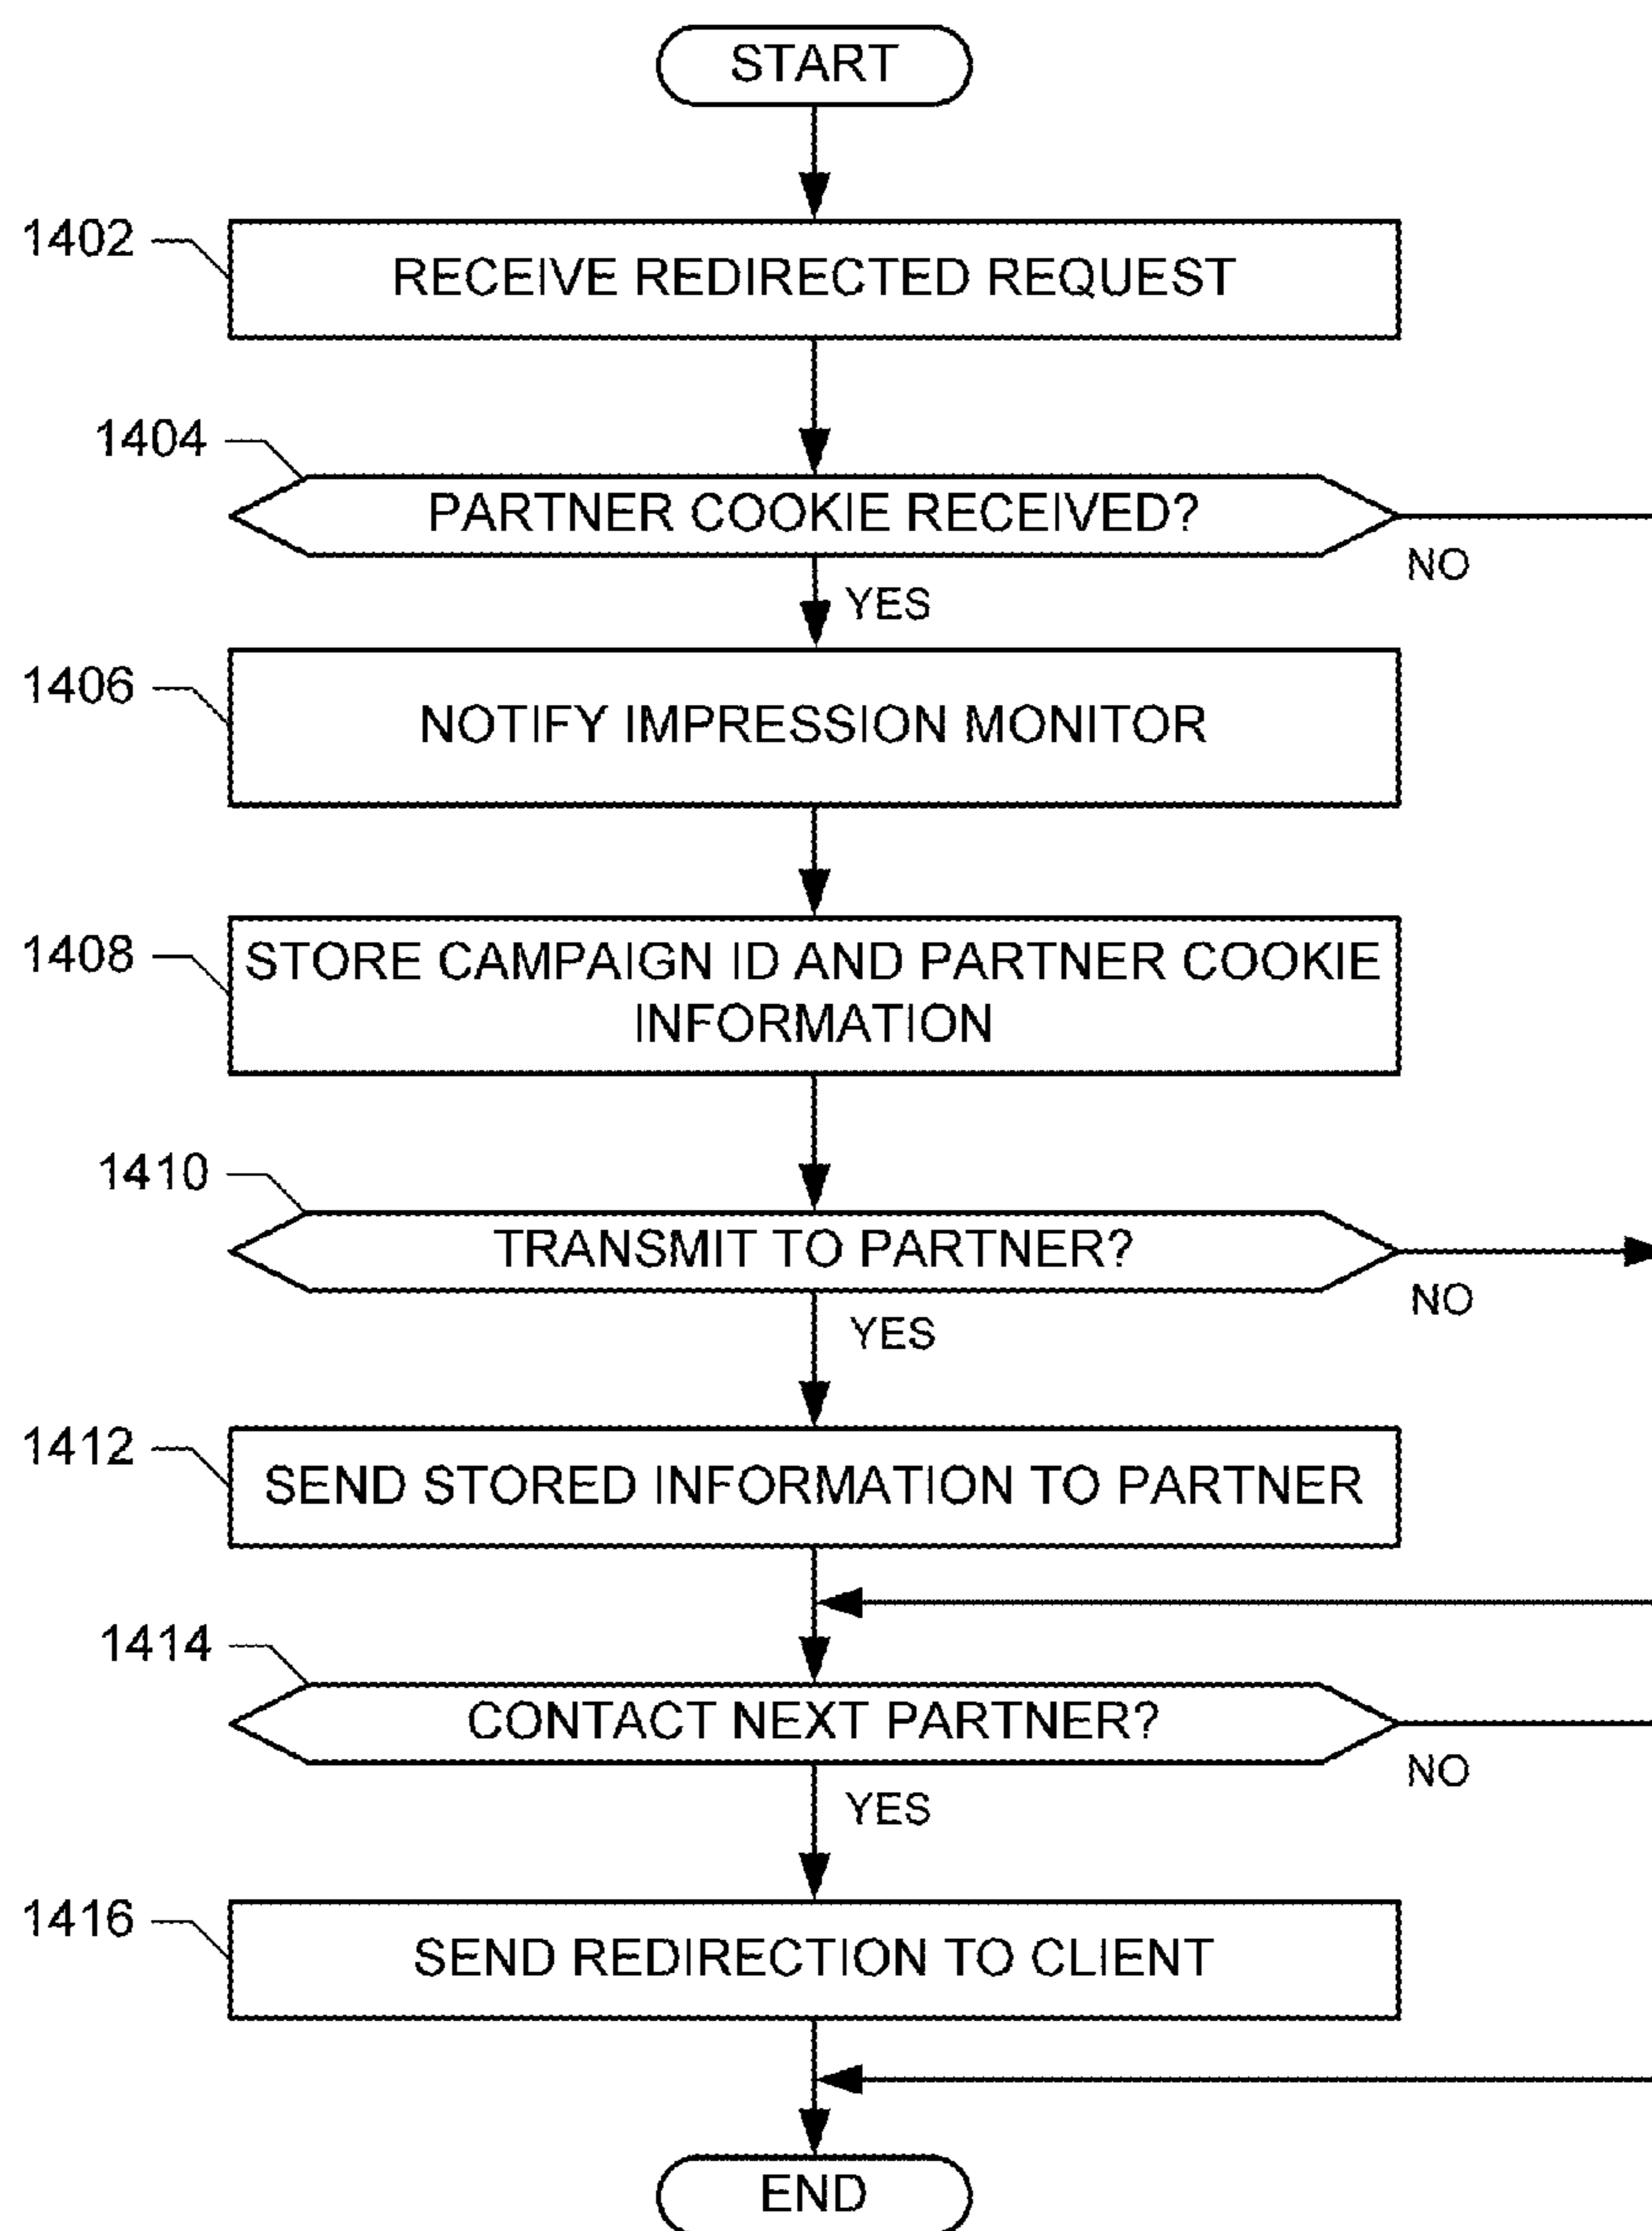 START
1402
RECEIVE REDIRECTED REQUEST
1404
PARTNER COOKIE RECEIVED?
NO
YES
1406
NOTIFY IMPRESSION MONITOR
1408
STORE CAMPAIGN ID AND PARTNER COOKIE
INFORMATION
1410
TRANSMIT TO PARTNER?
NO
YES
1412
SEND STORED INFORMATION TO PARTNER
1414
CONTACT NEXT PARTNER?
NO
YES
1416
SEND REDIRECTION TO CLIENT
END